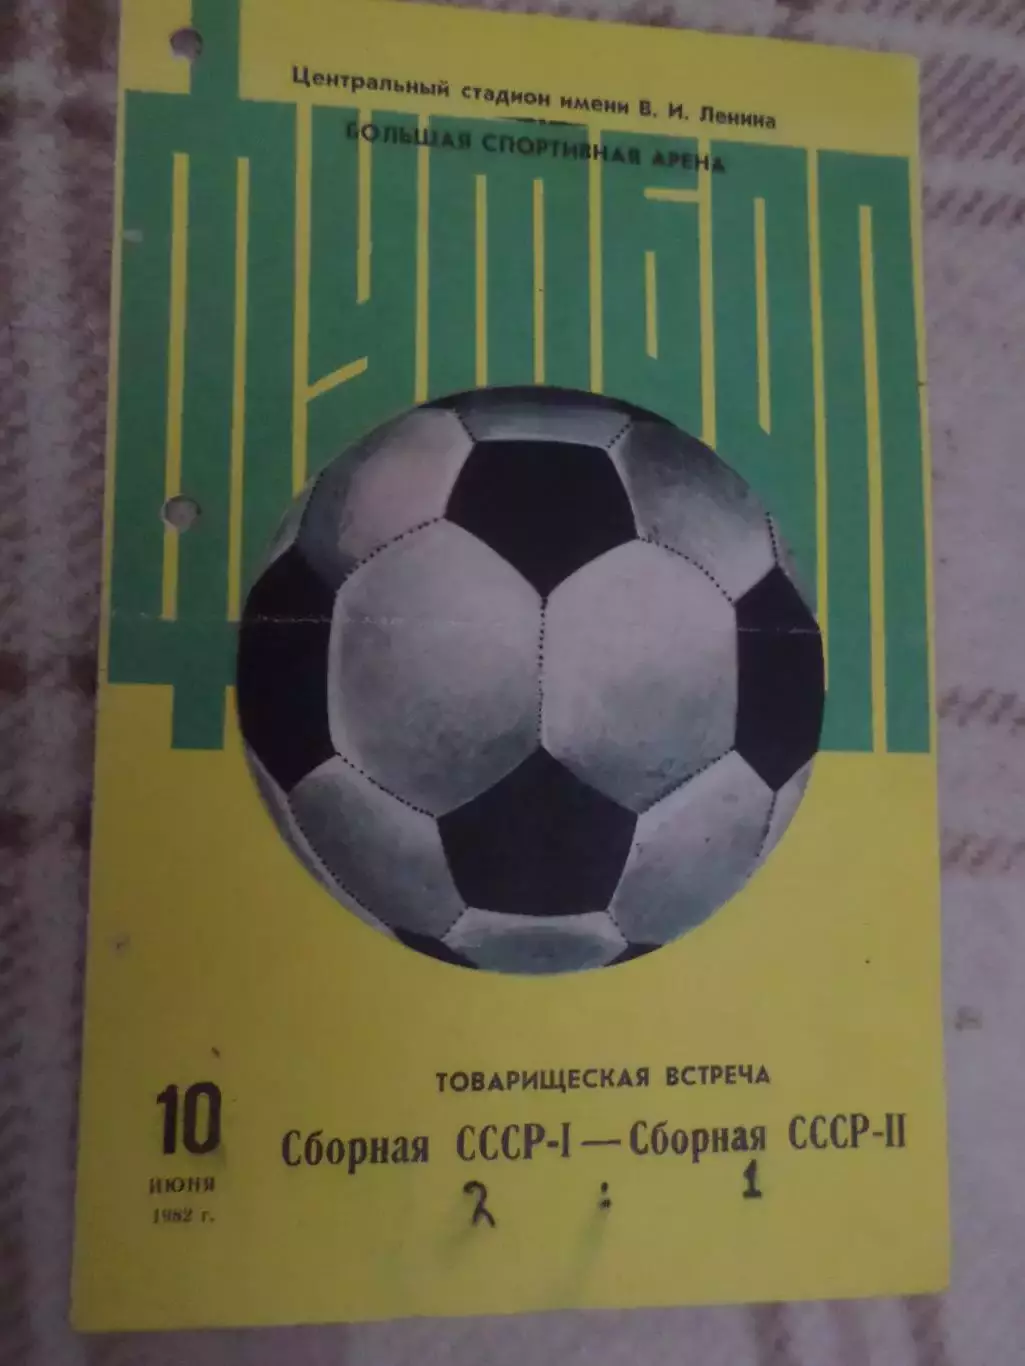 Центральный стадион имени В. И. Ленина
БОЛЬШАЯ СПОРТИВНАЯ АРЕНА
ФУТБОЛ
ТОВАРИЩЕСКАЯ ВСТРЕЧА
10
ИЮНЯ
1982 г.
Сборная СССР-I — Сборная СССР-II
2 : 1